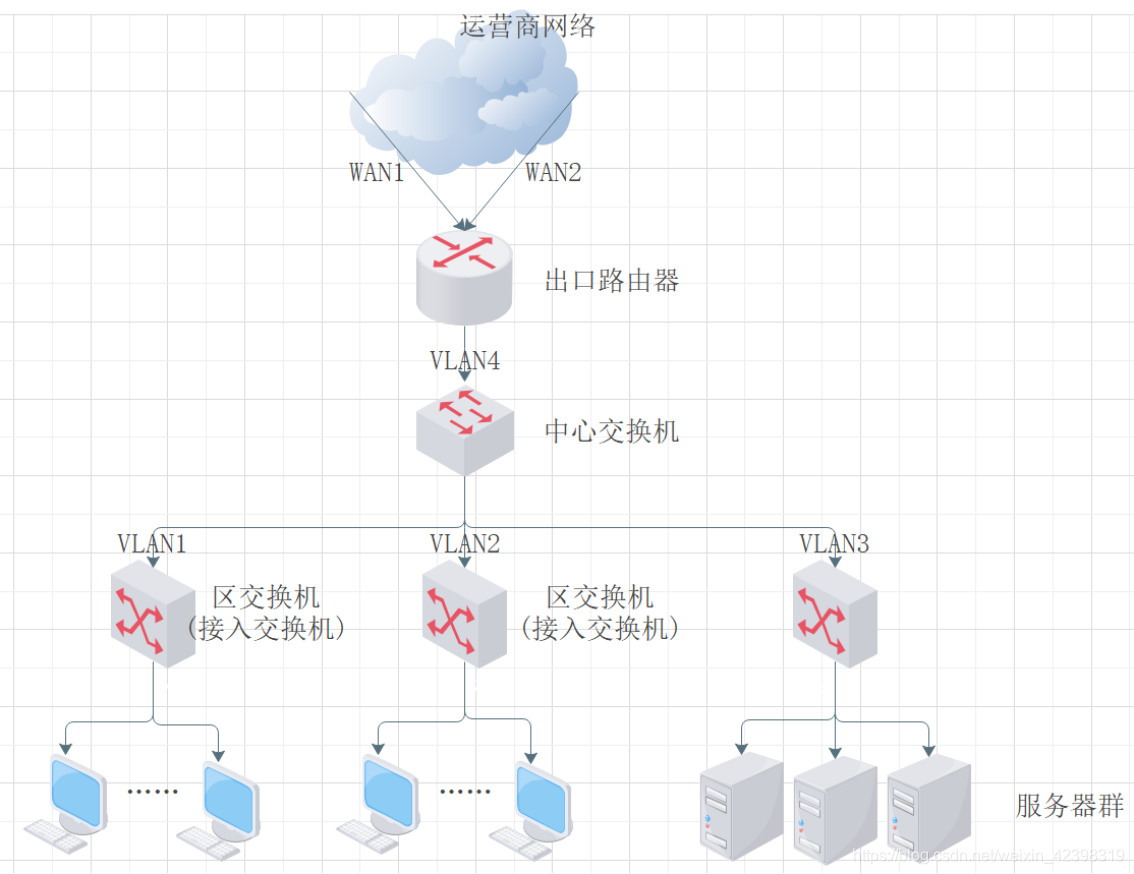 运营商网络
WAN1
WAN2
出口路由器
VLAN4
中心交换机
VLAN1
VLAN2
VLAN3
区交换机
(接入交换机)
区交换机
(接入交换机)
······
······
服务器群
https://blog.csdn.net/weixin_42398319